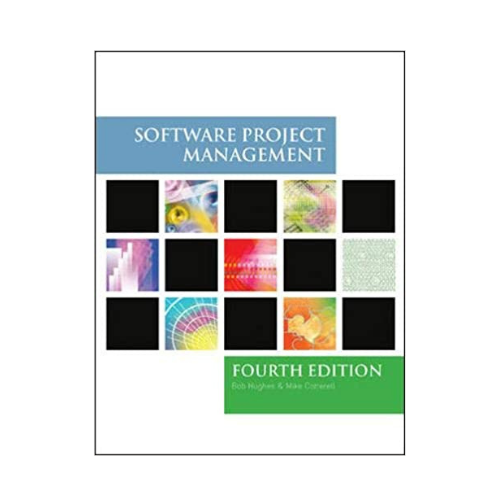 SOFTWARE PROJECT
MANAGEMENT
FOURTH EDITION
Bob Hughes & Mike Cotterell